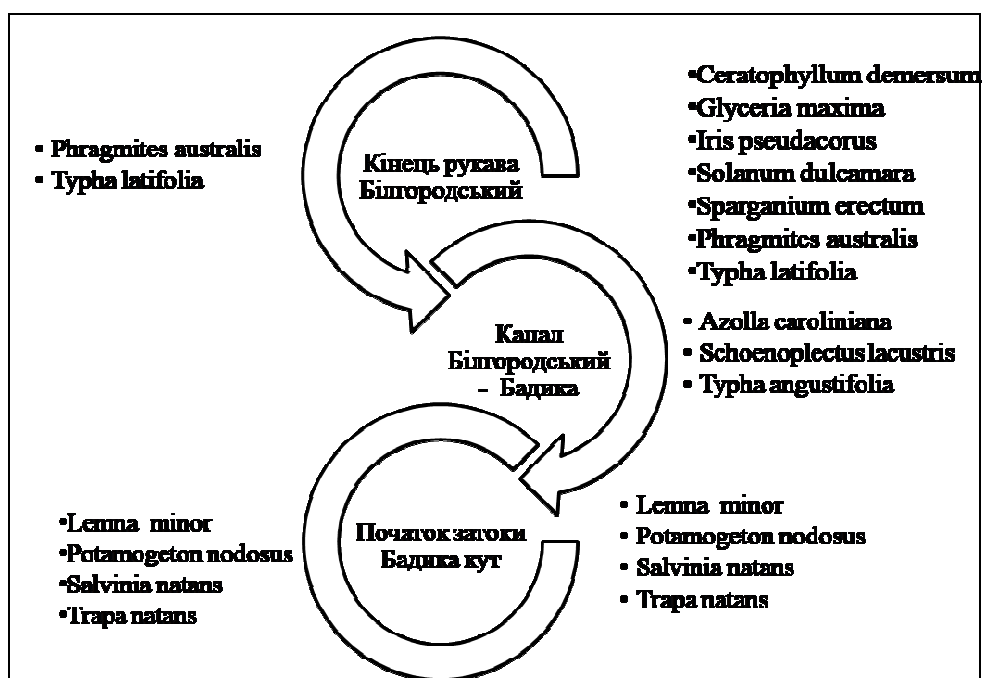 ▪ Phragmites australis
▪ Typha latifolia
Кінець рукава
Білгородський
▪Ceratophyllum demersum
▪Glyceria maxima
▪Iris pseudacorus
▪Solanum dulcamara
▪Sparganium erectum
▪Phragmites australis
▪Typha latifolia
Канал
Білгородський
– Бадика
▪ Azolla caroliniana
▪ Schoenoplectus lacustris
▪ Typha angustifolia
▪Lemna minor
▪Potamogeton nodosus
▪Salvinia natans
▪Trapa natans
Початок затоки
Бадика кут
▪ Lemna minor
▪ Potamogeton nodosus
▪ Salvinia natans
▪ Trapa natans